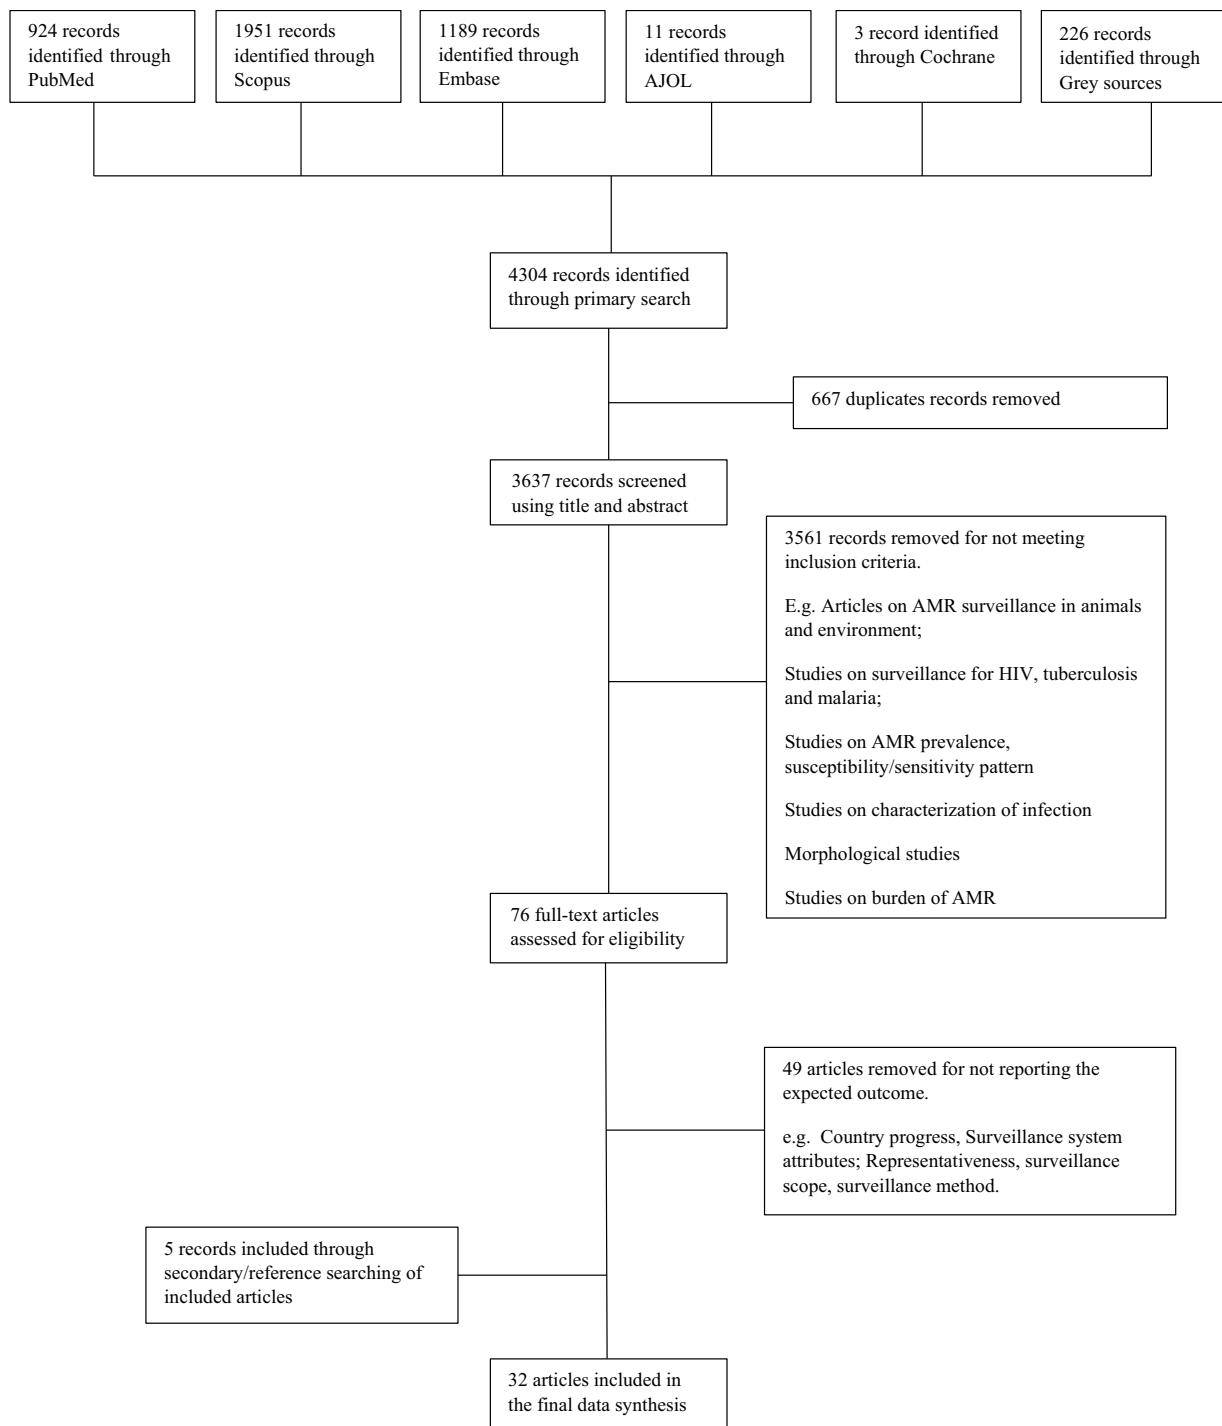 924 records
identified through
PubMed
1951 records
identified through
Scopus
1189 records
identified through
Embase
11 records
identified through
AJOL
3 record identified
through Cochrane
226 records
identified through
Grey sources
4304 records identified
through primary search
667 duplicates records removed
3637 records screened
using title and abstract
3561 records removed for not meeting
inclusion criteria.
E.g. Articles on AMR surveillance in animals
and environment;
Studies on surveillance for HIV, tuberculosis
and malaria;
Studies on AMR prevalence,
susceptibility/sensitivity pattern
Studies on characterization of infection
Morphological studies
Studies on burden of AMR
76 full-text articles
assessed for eligibility
49 articles removed for not reporting the
expected outcome.
e.g. Country progress, Surveillance system
attributes; Representativeness, surveillance
scope, surveillance method.
5 records included through
secondary/reference searching of
included articles
32 articles included in
the final data synthesis